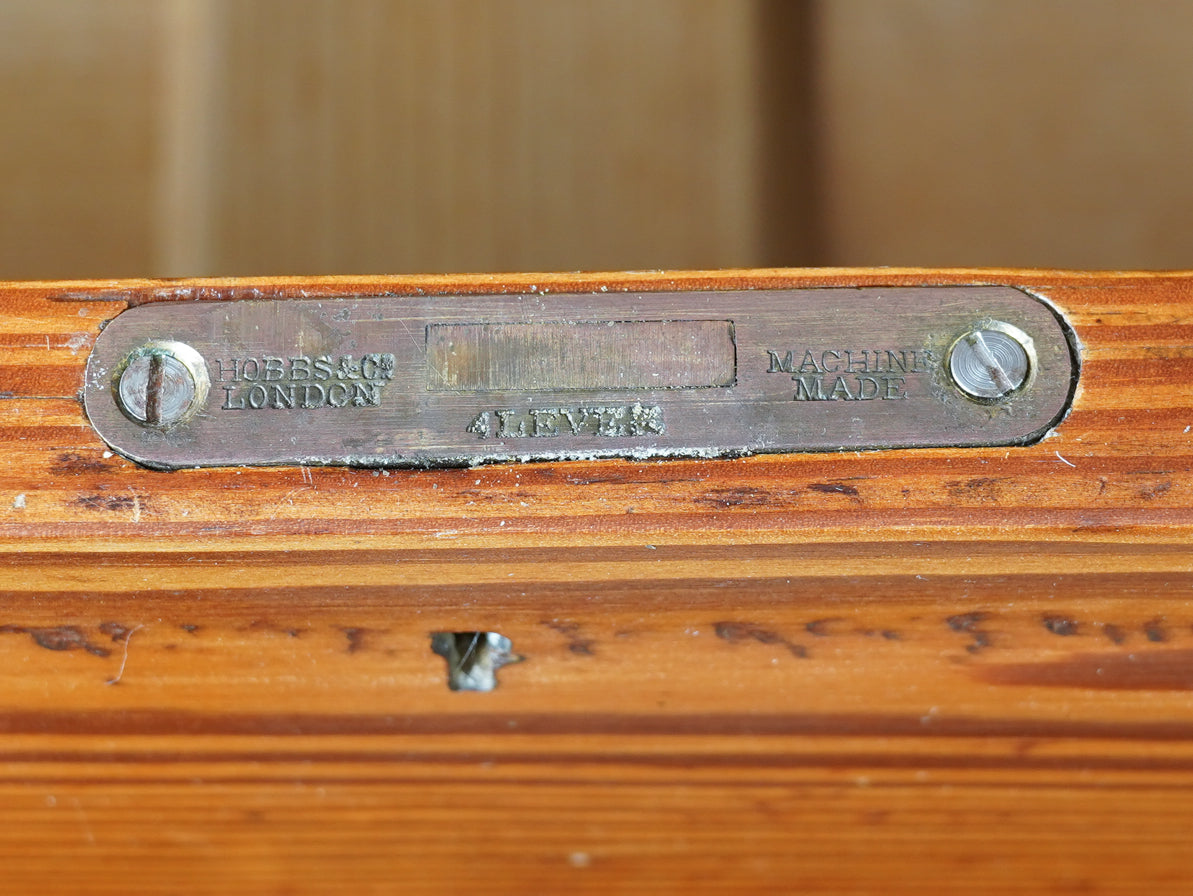 HOBBS & Co
LONDON
4 LEVER
MACHINE
MADE